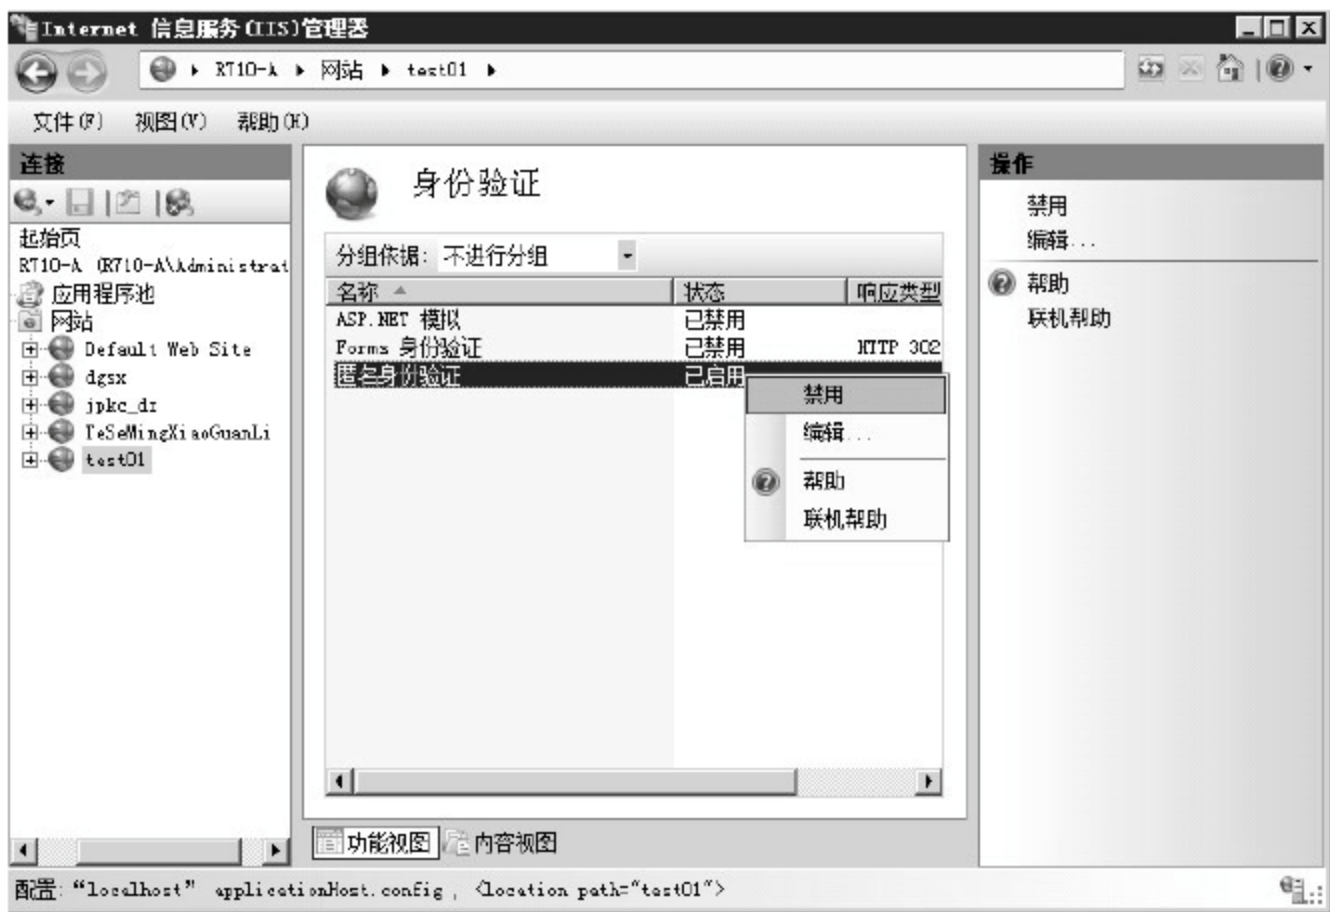 Internet 信息服务(IIS)管理器
RT10-A ▸ 网站 ▸ test01 ▸
文件(F) 视图(V) 帮助(H)
连接
起始页
RT10-A (RT10-A\Administrat
应用程序池
网站
Default Web Site
dgsx
jpkc_dz
TeSeMingXiaoGuanLi
test01
身份验证
分组依据: 不进行分组
名称 状态 响应类型
ASP.NET 模拟 已禁用
Forms 身份验证 已禁用 HTTP 302
匿名身份验证 已启用
禁用
编辑...
帮助
联机帮助
功能视图 内容视图
操作
禁用
编辑...
帮助
联机帮助
配置: "localhost" applicationHost.config , <location path="test01">